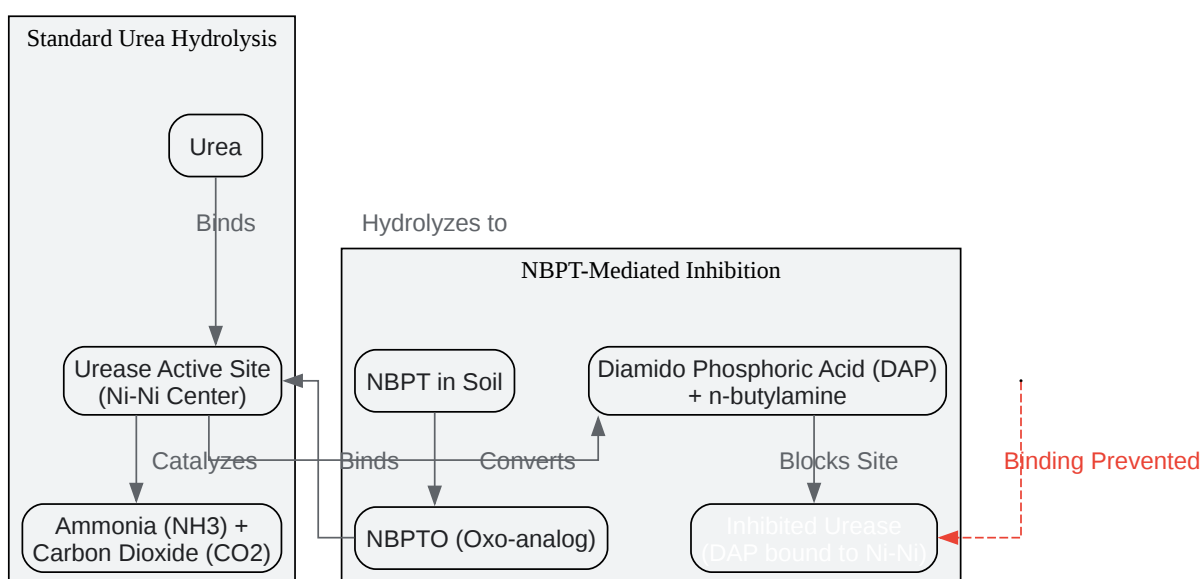 Standard Urea Hydrolysis
Urea
Binds
Hydrolyzes to
NBPT-Mediated Inhibition
Urease Active Site
(Ni-Ni Center)
NBPT in Soil
Diamido Phosphoric Acid (DAP)
+ n-butylamine
Catalyzes
Binds
Converts
Blocks Site
Binding Prevented
Ammonia (NH3) +
Carbon Dioxide (CO2)
NBPTO (Oxo-analog)
Inhibited Urease
(DAP bound to Ni-Ni)